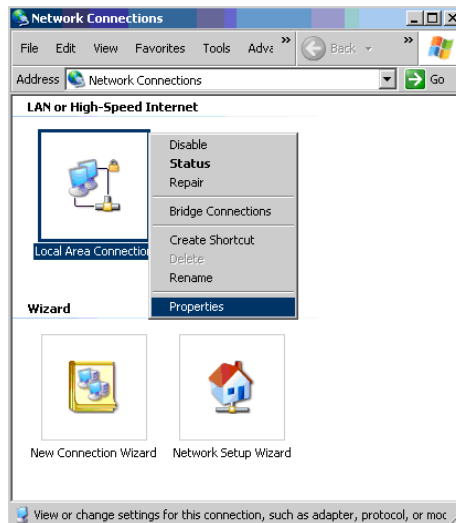 Network Connections
File Edit View Favorites Tools Adva » Back »
Address Network Connections Go
LAN or High-Speed Internet
Local Area Connection
Disable
Status
Repair
Bridge Connections
Create Shortcut
Delete
Rename
Properties
Wizard
New Connection Wizard Network Setup Wizard
View or change settings for this connection, such as adapter, protocol, or moc